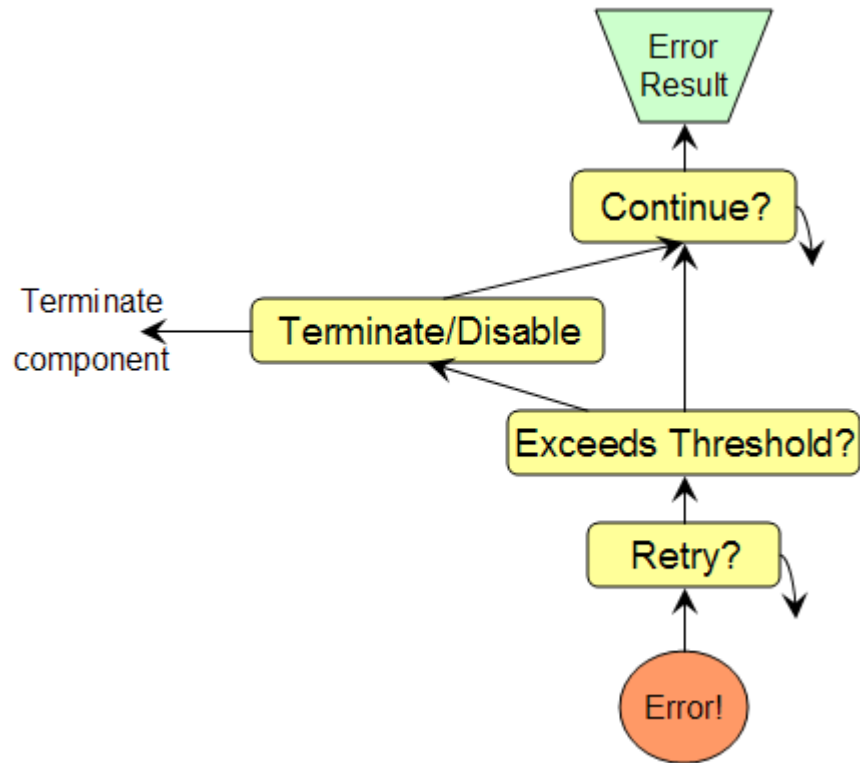 Error
Result
Continue?
Terminate
component
Terminate/Disable
Exceeds Threshold?
Retry?
Error!